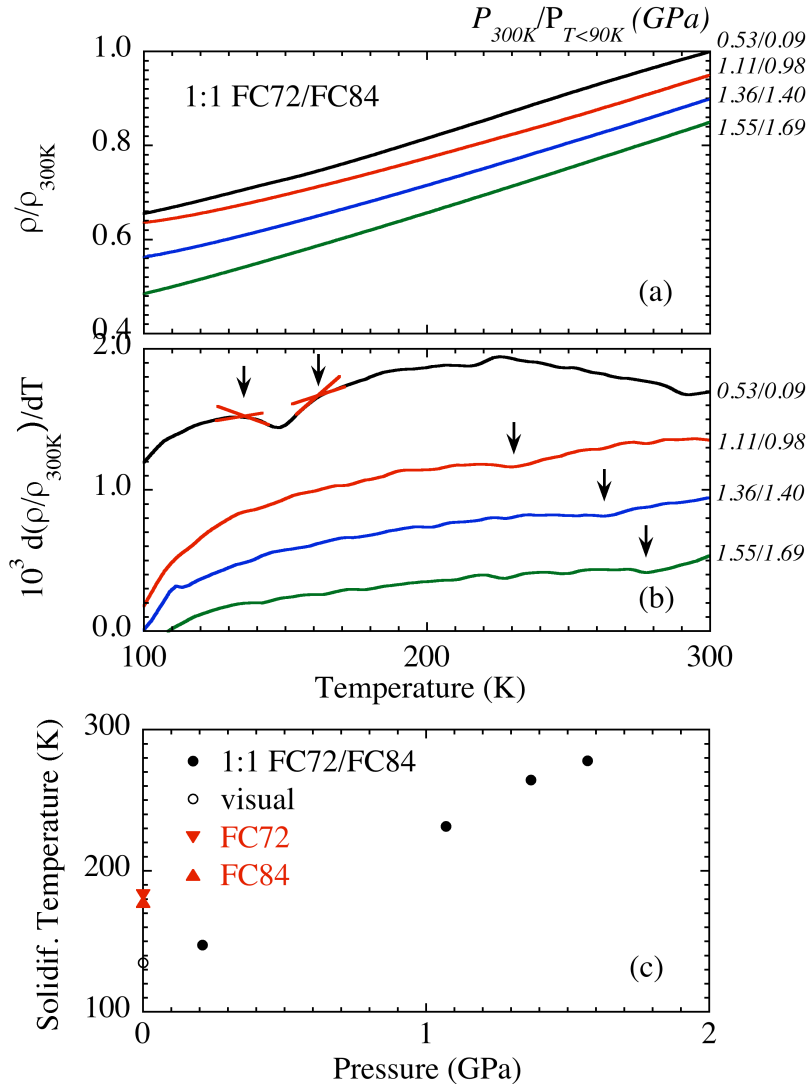 P300K/PT<90K (GPa)
1.0
0.53/0.09
1.11/0.98
1:1 FC72/FC84
1.36/1.40
1.55/1.69
0.8
ρ/ρ300K
0.6
(a)
0.4
2.0
0.53/0.09
1.11/0.98
1.0
1.36/1.40
1.55/1.69
10³ d(ρ/ρ300K)/dT
(b)
0.0
100
200
300
Temperature (K)
300
1:1 FC72/FC84
visual
FC72
FC84
200
Solidif. Temperature (K)
(c)
100
0
1
2
Pressure (GPa)